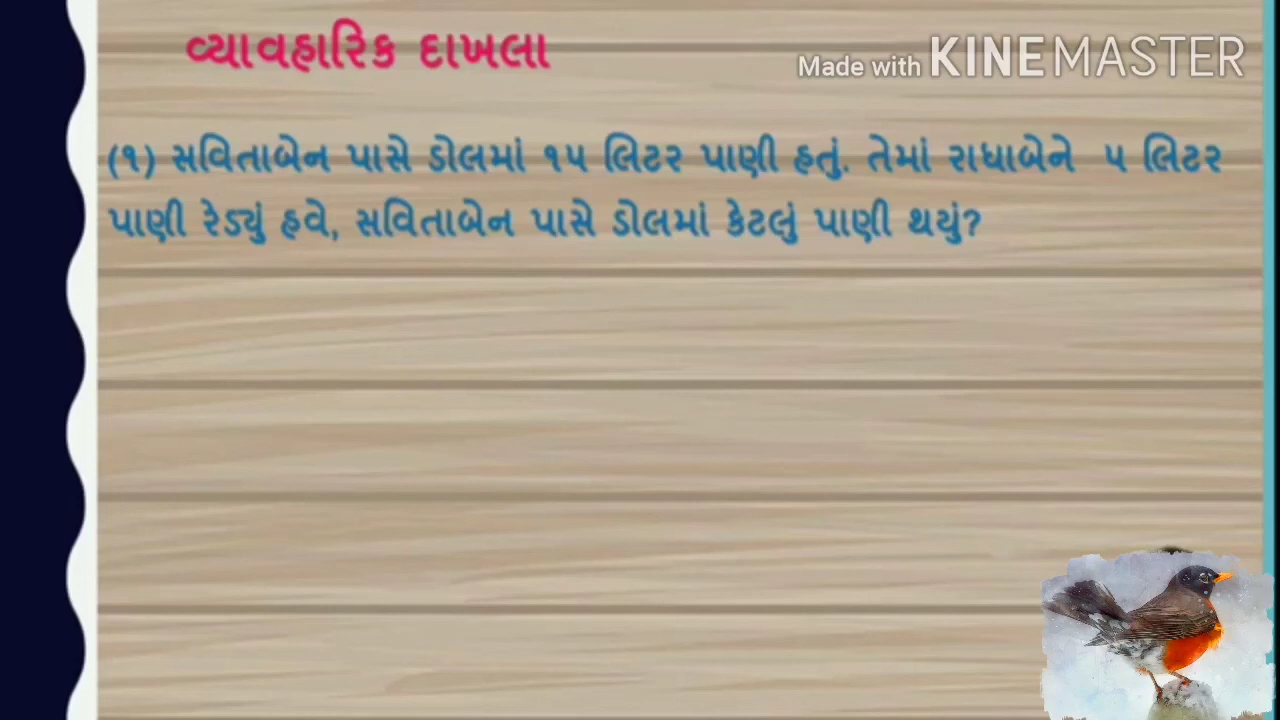 વ્યાવહારિક દાખલા
Made with KINEMASTER
(૧) સવિતાબેન પાસે ડોલમાં ૧૫ લિટર પાણી હતું. તેમાં રાધાબેને ૫ લિટર
પાણી રેડ્યું હવે, સવિતાબેન પાસે ડોલમાં કેટલું પાણી થયું?